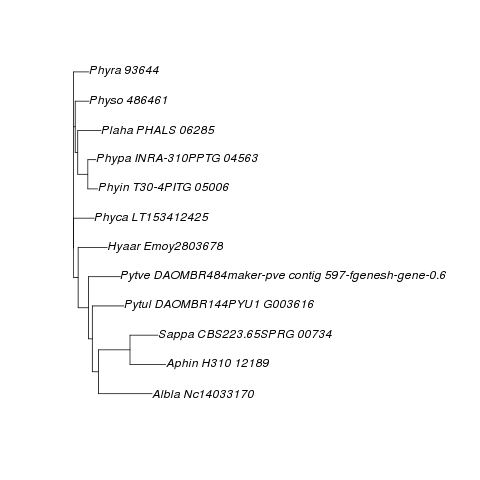 Phyra 93644
Physo 486461
Plaha PHALS 06285
Phypa INRA-310PPTG 04563
Phyin T30-4PITG 05006
Phyca LT153412425
Hyaar Emoy2803678
Pytve DAOMBR484maker-pve contig 597-fgenesh-gene-0.6
Pytul DAOMBR144PYU1 G003616
Sappa CBS223.65SPRG 00734
Aphin H310 12189
Albla Nc14033170